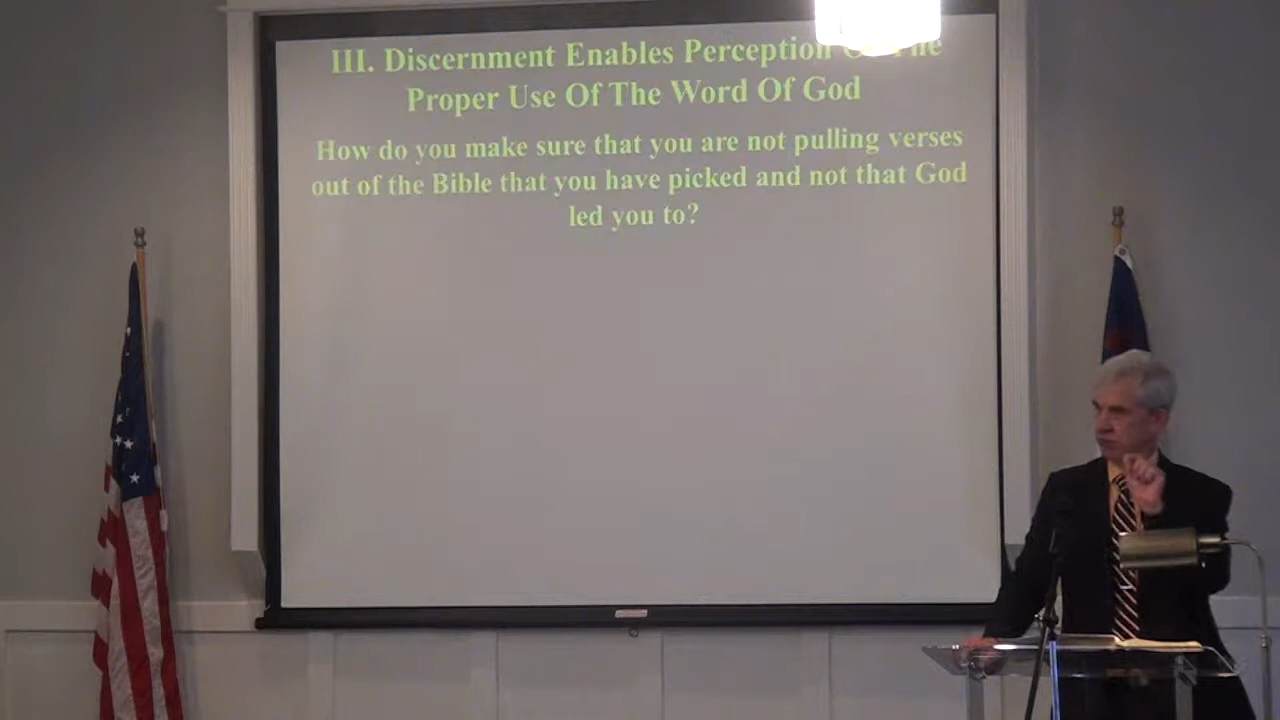 III. Discernment Enables Perception The
Proper Use Of The Word Of God
How do you make sure that you are not pulling verses
out of the Bible that you have picked and not that God
led you to?